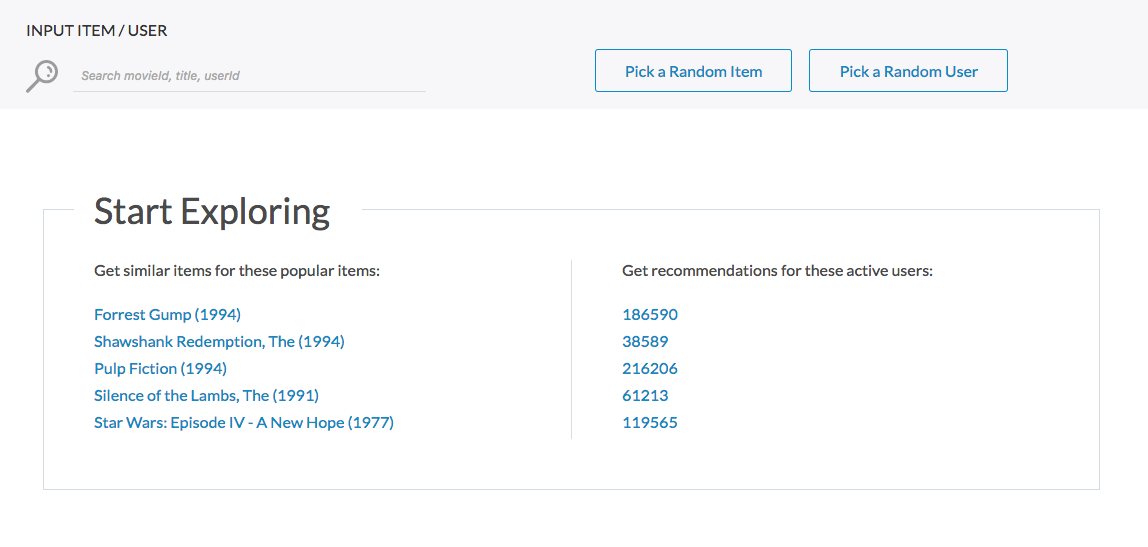 INPUT ITEM / USER
Search movieId, title, userId
Pick a Random Item
Pick a Random User
Start Exploring
Get similar items for these popular items:
Forrest Gump (1994)
Shawshank Redemption, The (1994)
Pulp Fiction (1994)
Silence of the Lambs, The (1991)
Star Wars: Episode IV - A New Hope (1977)
Get recommendations for these active users:
186590
38589
216206
61213
119565